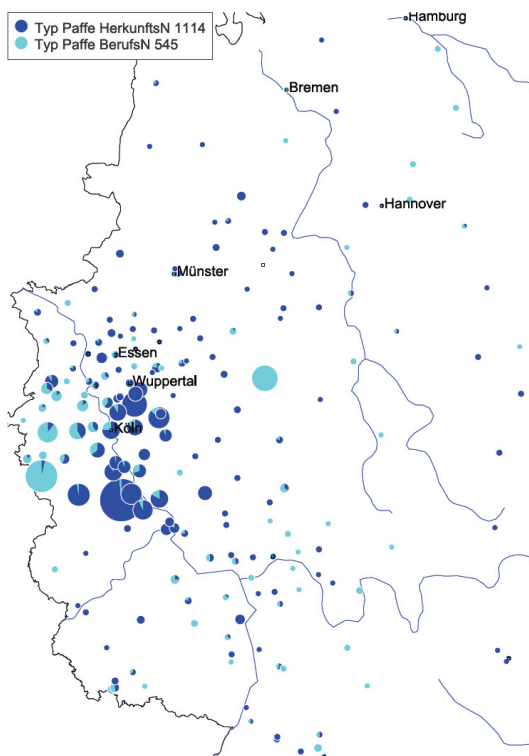 Typ Paffe HerkunftsN 1114
Typ Paffe BerufsN 545
Hamburg
Bremen
Hannover
Münster
Essen
Wuppertal
Köln